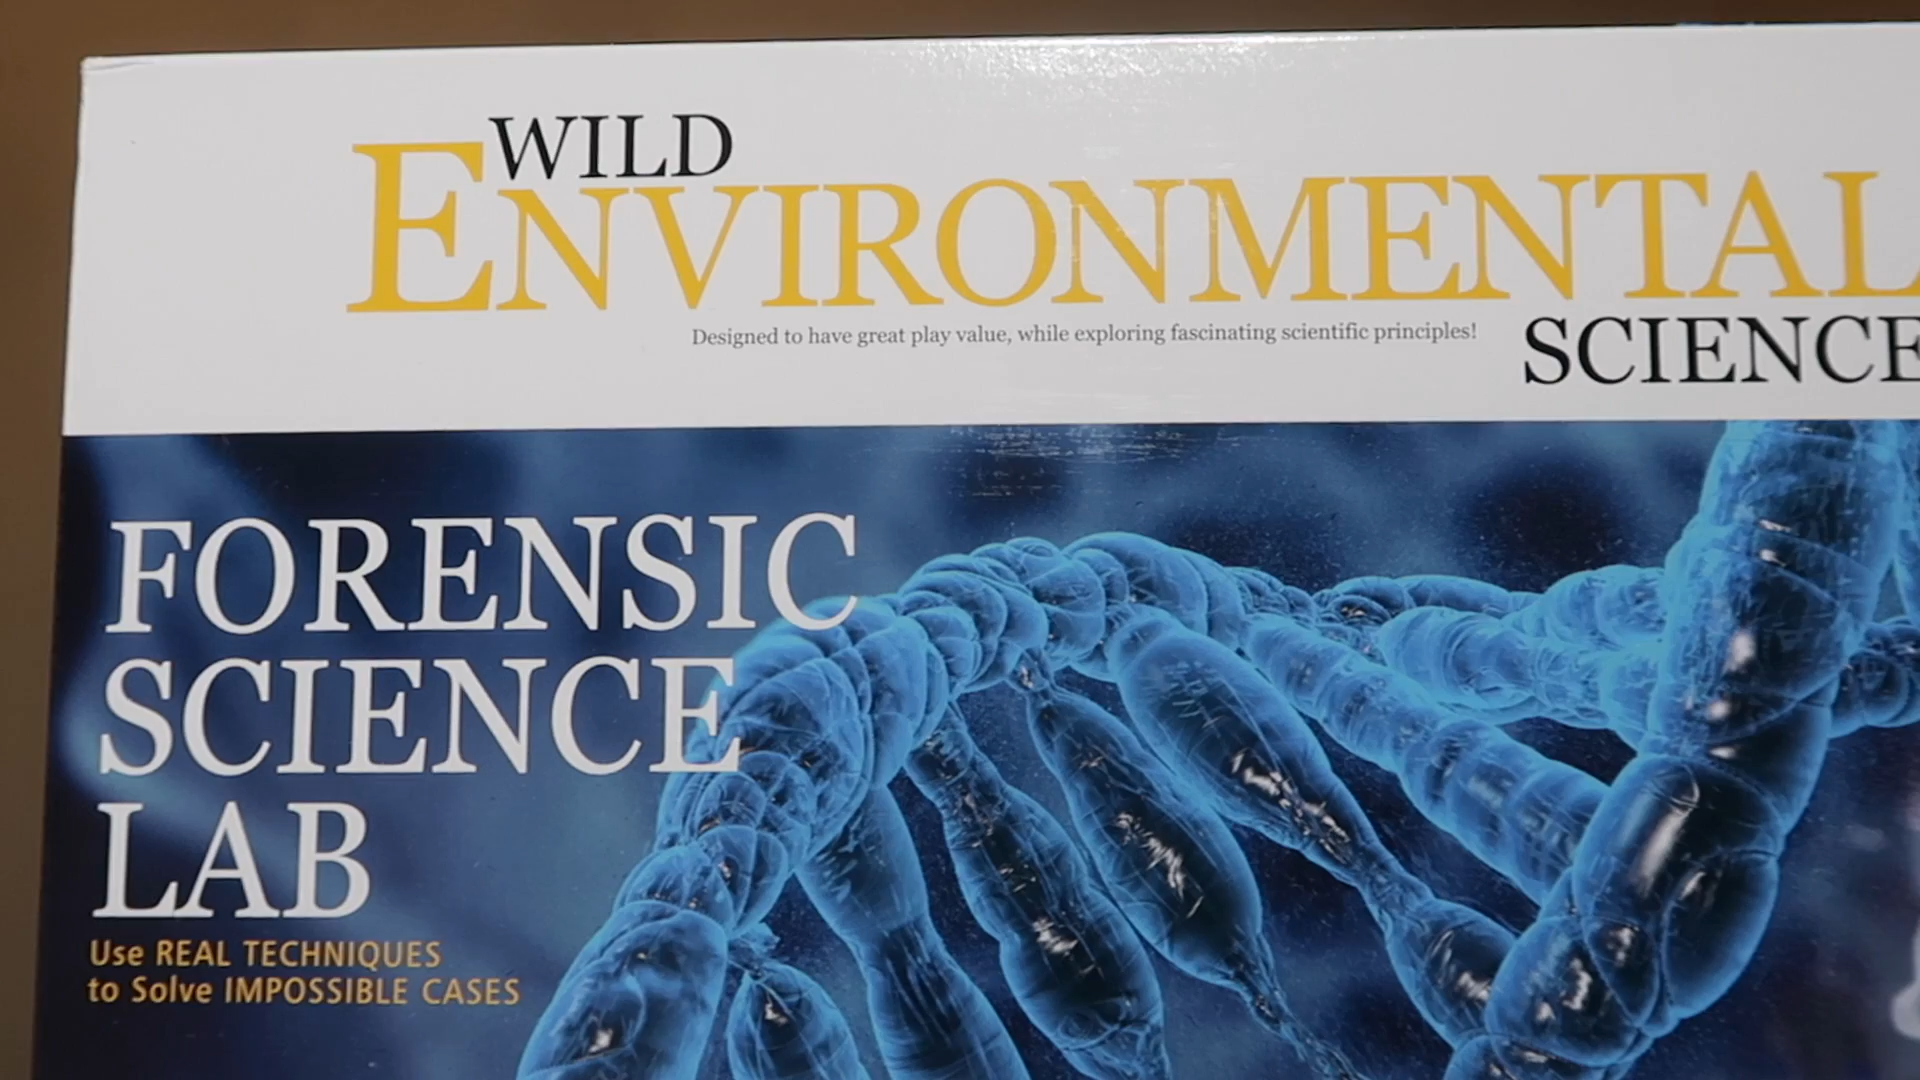 WILD
ENVIRONMENTAL
Designed to have great play value, while exploring fascinating scientific principles!
SCIENCE
FORENSIC
SCIENCE
LAB
Use REAL TECHNIQUES
to Solve IMPOSSIBLE CASES